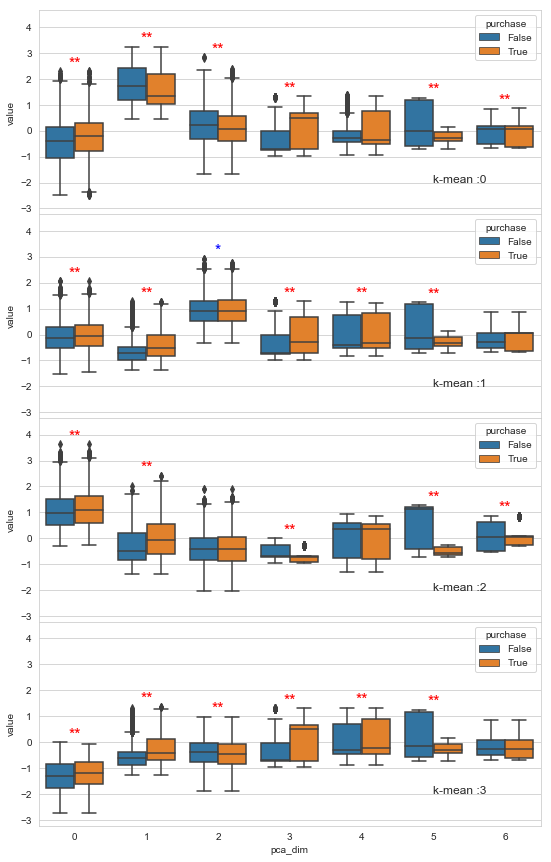 purchase
False
True
4
3
2
1
0
−1
−2
−3
value
** ** ** ** ** **
k-mean :0
purchase
False
True
4
3
2
1
0
−1
−2
−3
value
** ** * ** ** **
k-mean :1
purchase
False
True
4
3
2
1
0
−1
−2
−3
value
** ** ** ** **
k-mean :2
purchase
False
True
4
3
2
1
0
−1
−2
−3
value
** ** ** ** ** **
k-mean :3
0 1 2 3 4 5 6
pca_dim